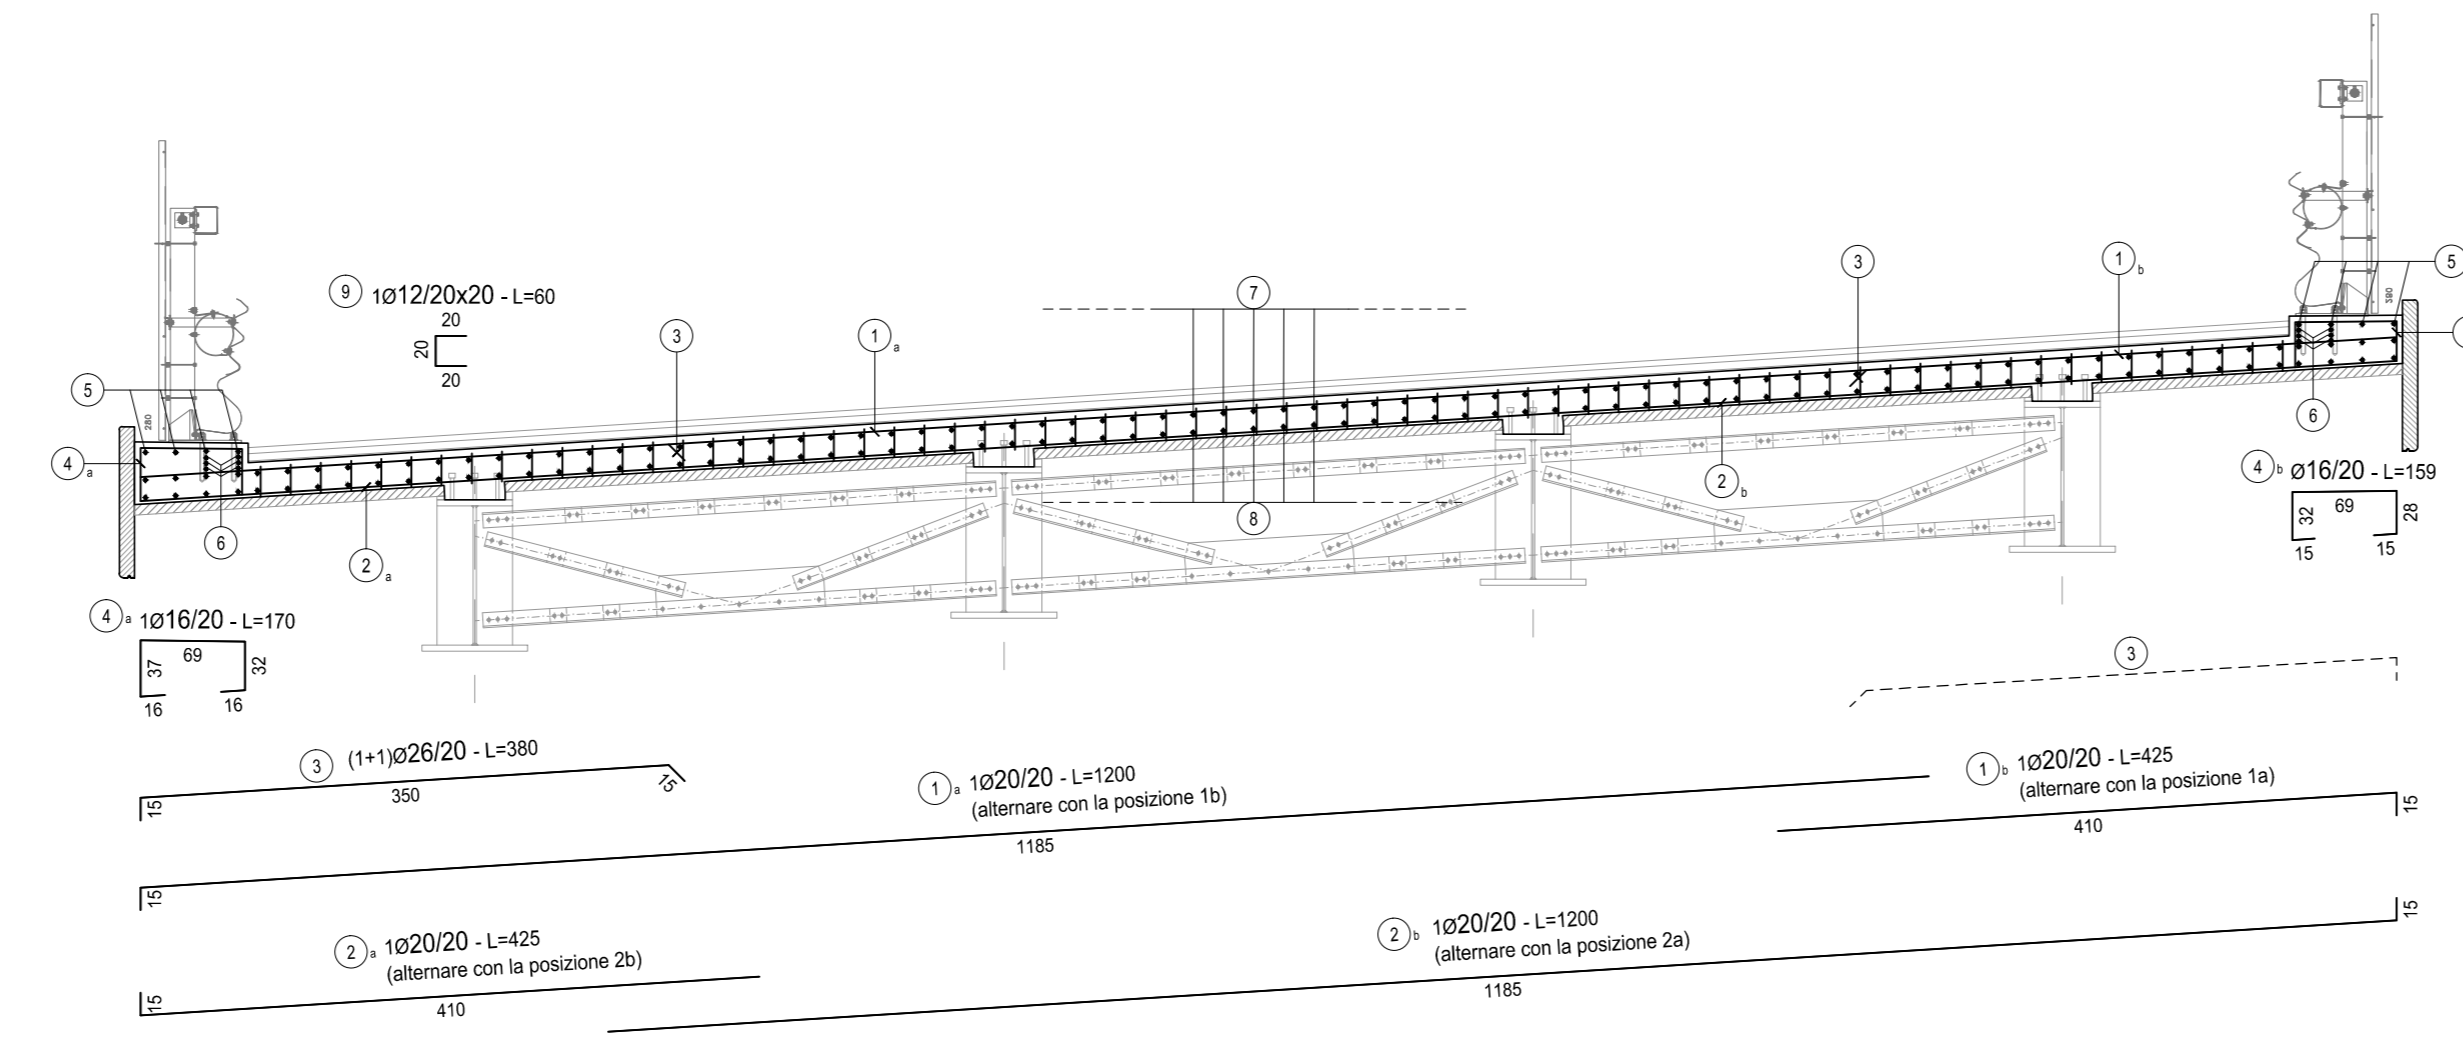 9 1Ø12/20x20 - L=60
20
20
20
7
3
1 b
5
3
1 a
280
280
5
4 a
6
2 a
8
2 b
6
4 b Ø16/20 - L=159
69
32
28
15
15
4 a 1Ø16/20 - L=170
69
37
32
16
16
3
3 (1+1)Ø26/20 - L=380
15
350
15
1 a 1Ø20/20 - L=1200
(alternare con la posizione 1b)
15
1185
1 b 1Ø20/20 - L=425
(alternare con la posizione 1a)
410
15
2 a 1Ø20/20 - L=425
(alternare con la posizione 2b)
15
410
2 b 1Ø20/20 - L=1200
(alternare con la posizione 2a)
1185
15